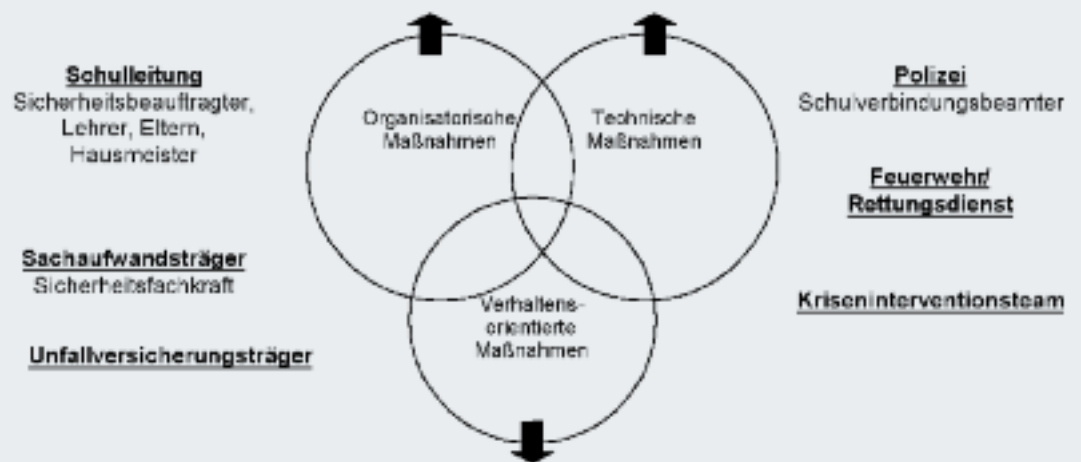 Schulleitung
Sicherheitsbeauftragter,
Lehrer, Eltern,
Hausmeister
Sachaufwandsträger
Sicherheitsfachkraft
Unfallversicherungsträger
Organisatorische
Maßnahmen
Technische
Maßnahmen
Verhaltens-
orientierte
Maßnahmen
Polizei
Schulverbindungsbeamter
Feuerwehr/
Rettungsdienst
Kriseninterventionsteam